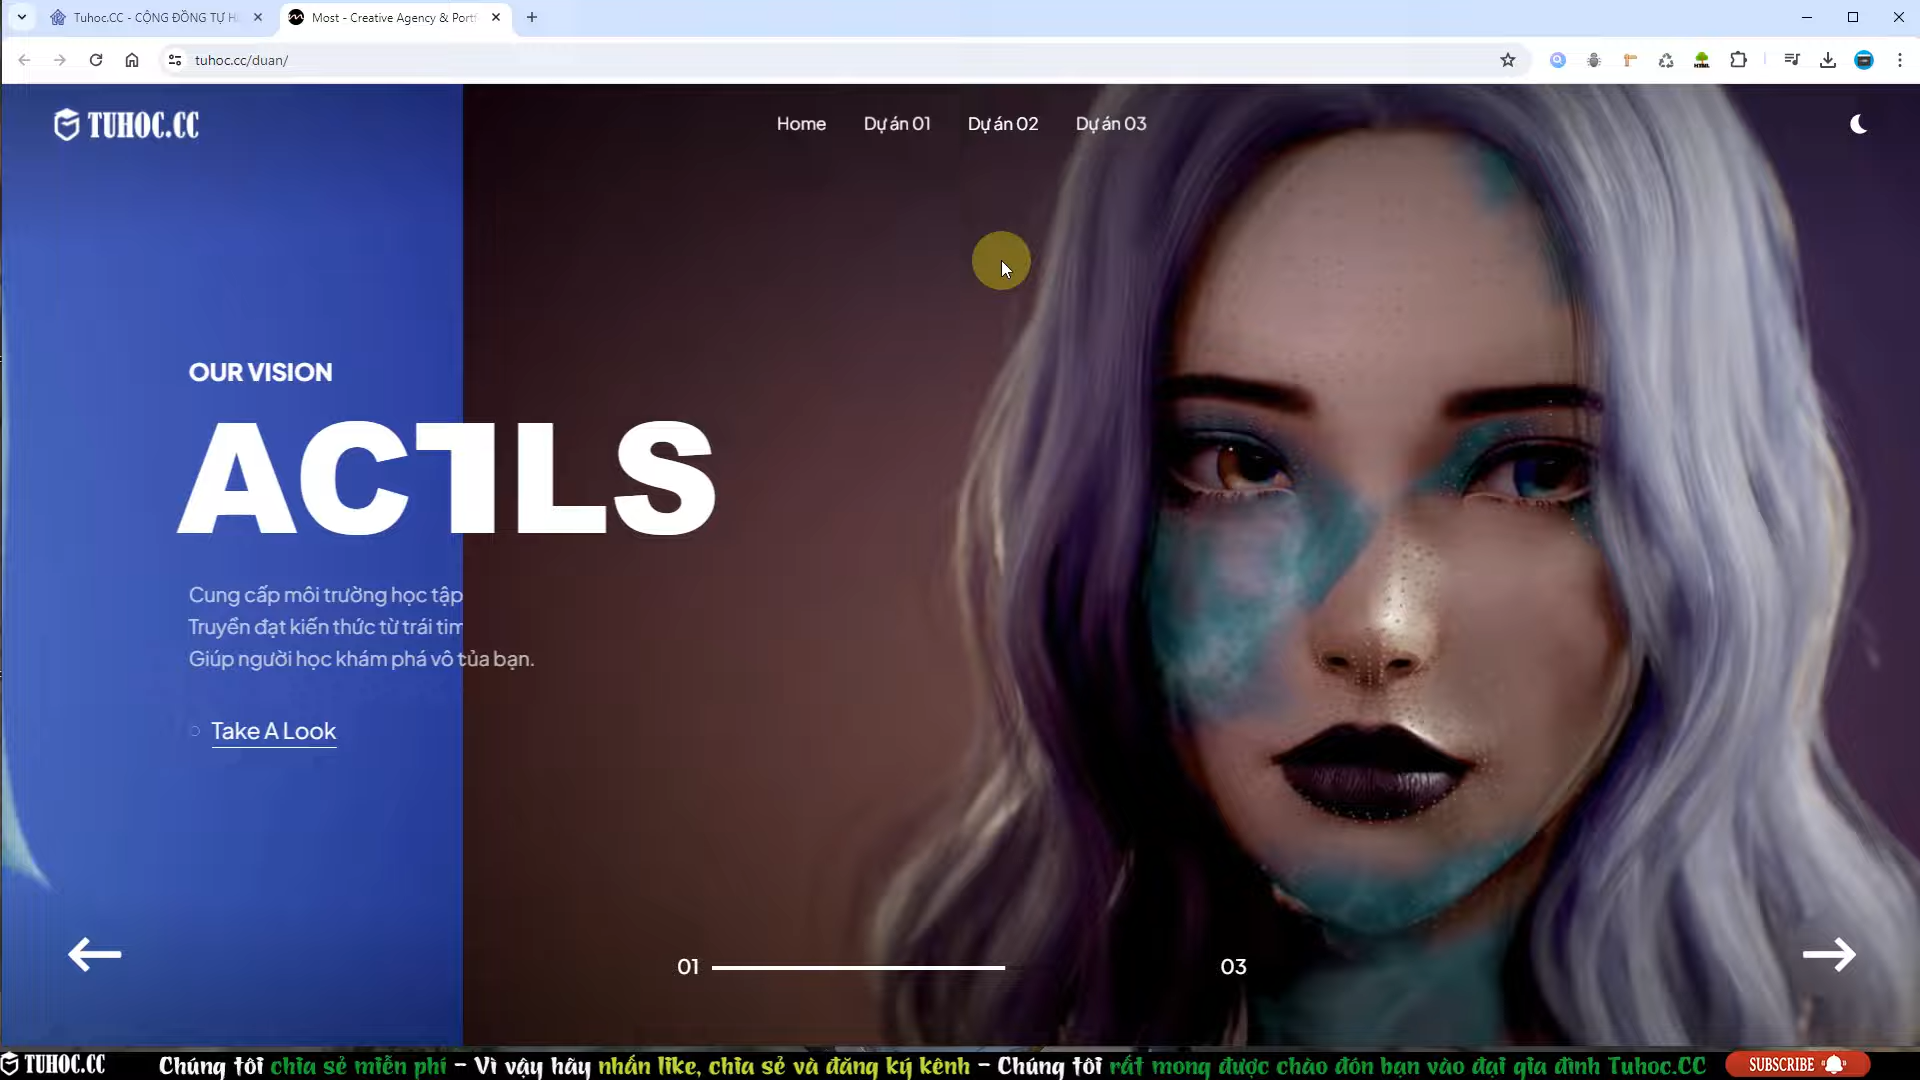 Tuhoc.CC - CỘNG ĐỒNG TỰ H
Most - Creative Agency & Portf
tuhoc.cc/duan/
TUHOC.CC
Home
Dự án 01
Dự án 02
Dự án 03
OUR VISION
Cung cấp môi trường học tập
Truyền đạt kiến thức từ trái tim
Giúp người học khám phá vô của bạn.
Take A Look
01
03
TUHOC.CC
Chúng tôi chia sẻ miễn phí - Vì vậy hãy nhấn like, chia sẻ và đăng ký kênh - Chúng tôi rất mong được chào đón bạn vào đại gia đình Tuhoc.CC
SUBSCRIBE